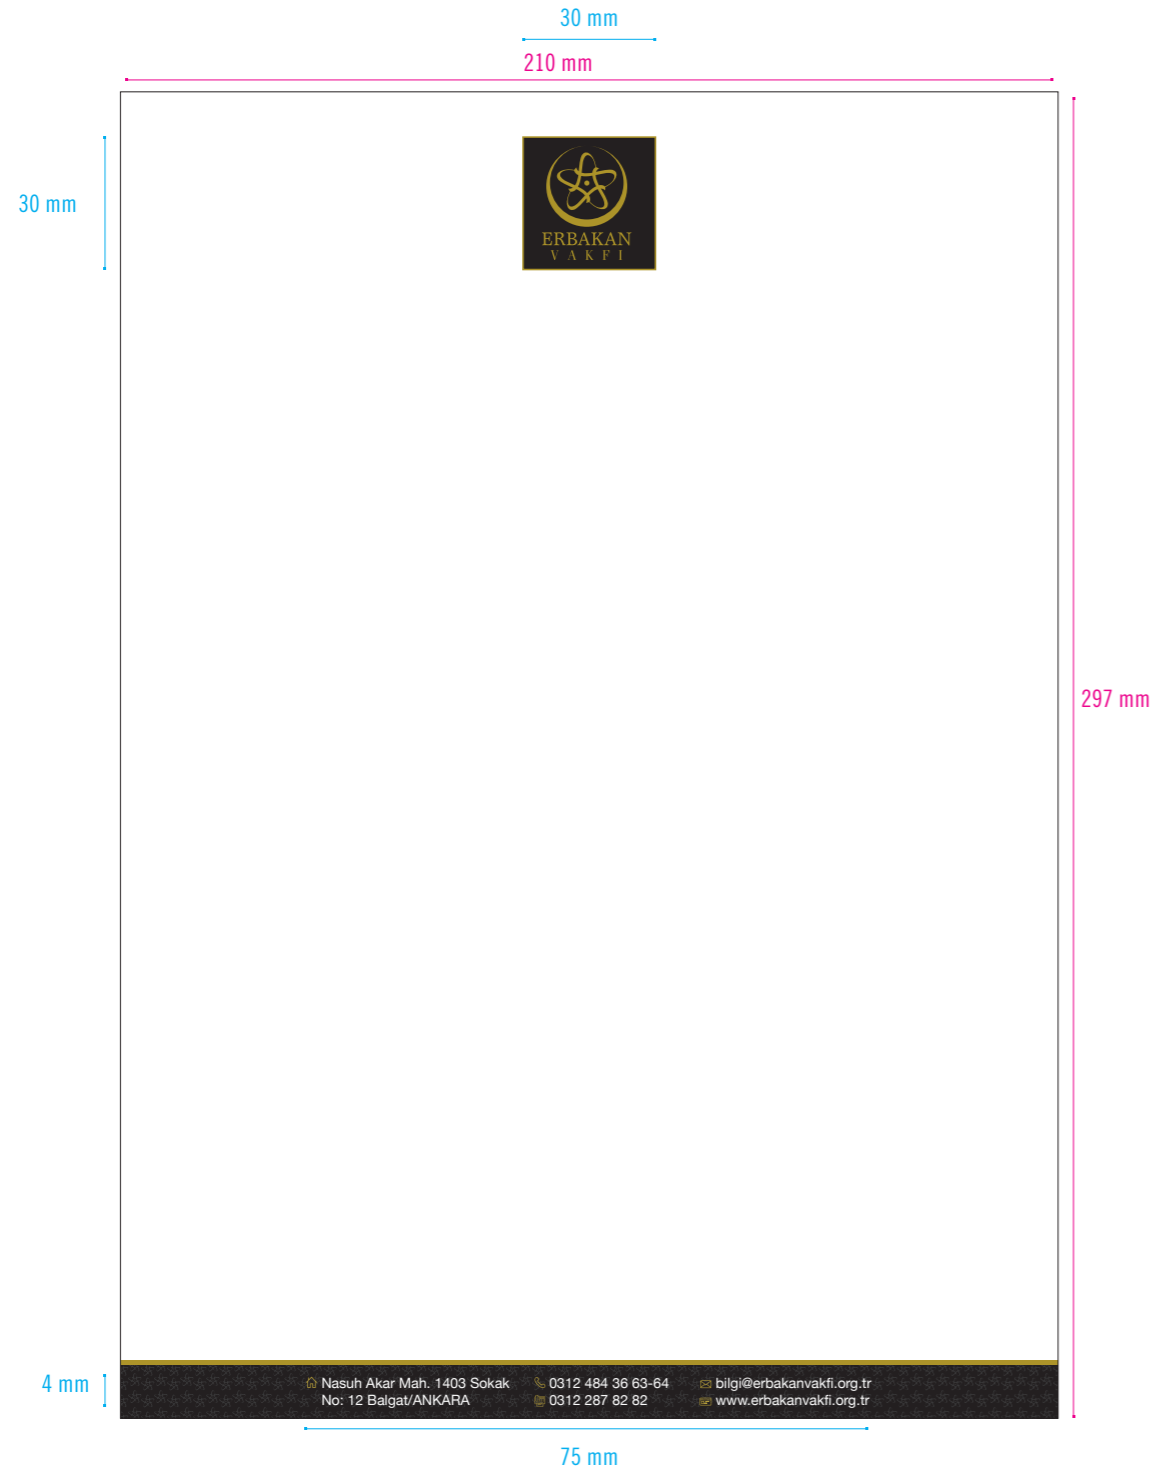 30 mm
210 mm
30 mm
ERBAKAN
VAKFI
297 mm
4 mm
Nasuh Akar Mah. 1403 Sokak
No: 12 Balgat/ANKARA
0312 484 36 63-64
0312 287 82 82
bilgi@erbakanvakfi.org.tr
www.erbakanvakfi.org.tr
75 mm